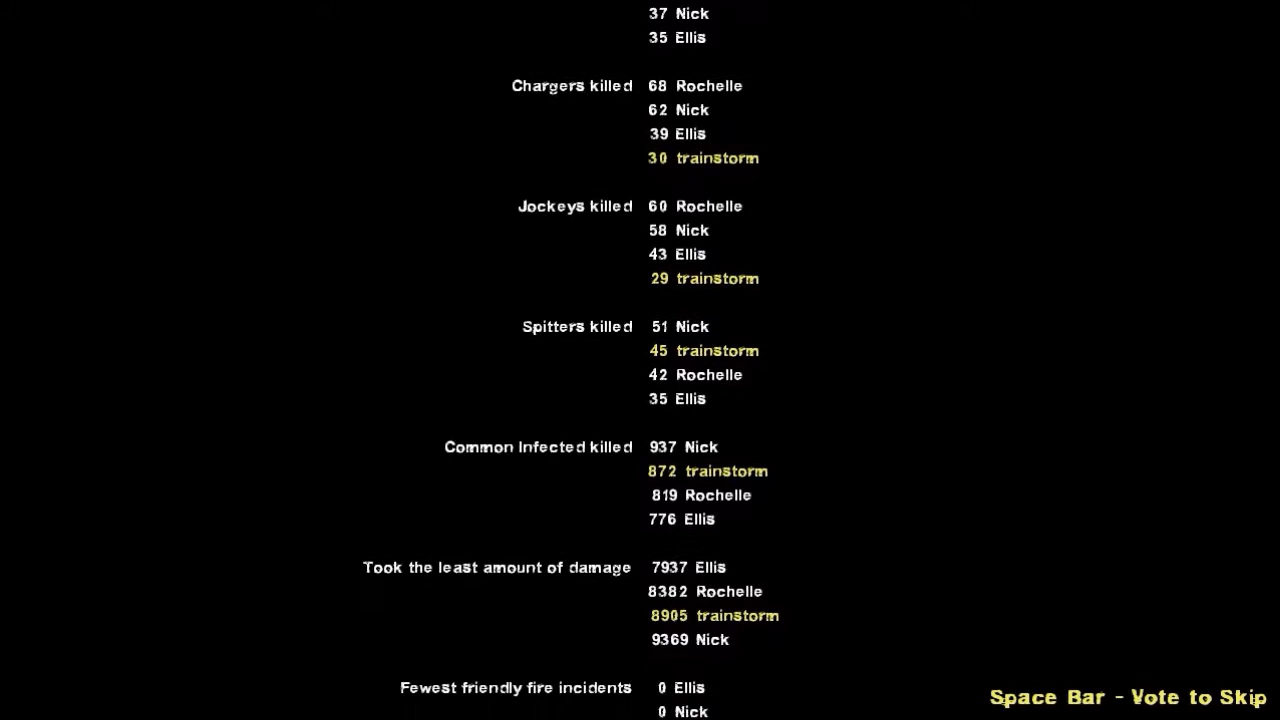 37 Nick
35 Ellis
Chargers killed 68 Rochelle
62 Nick
39 Ellis
30 trainstorm
Jockeys killed 60 Rochelle
58 Nick
43 Ellis
29 trainstorm
Spitters killed 51 Nick
45 trainstorm
42 Rochelle
35 Ellis
Common Infected killed 937 Nick
872 trainstorm
819 Rochelle
776 Ellis
Took the least amount of damage 7937 Ellis
8382 Rochelle
8905 trainstorm
9369 Nick
Fewest friendly fire incidents 0 Ellis
0 Nick
Space Bar - Vote to Skip